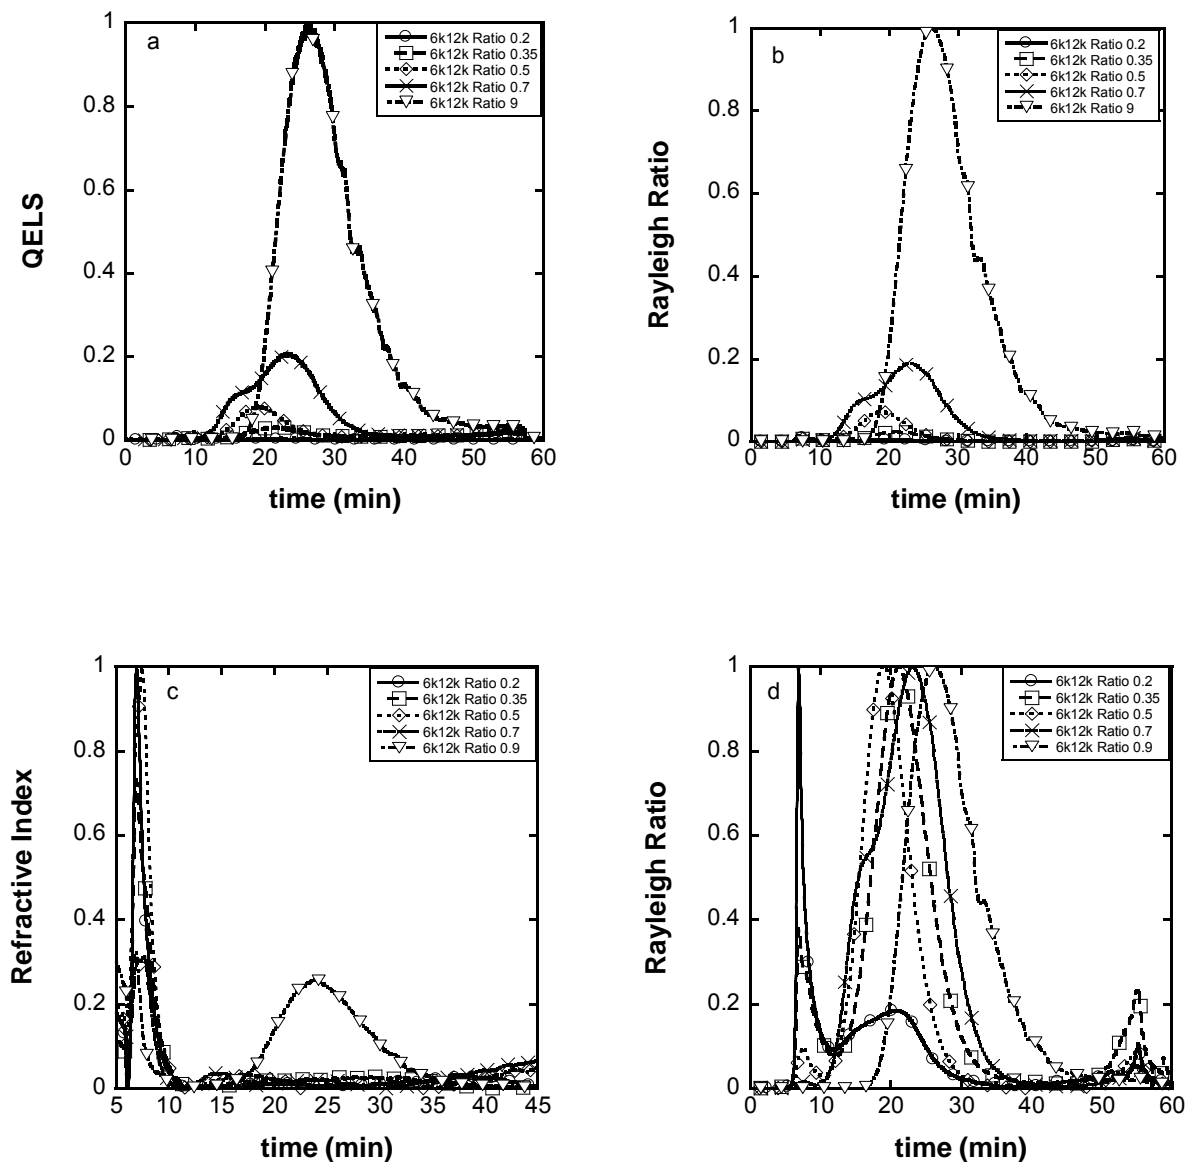 a
6k12k Ratio 0.2
6k12k Ratio 0.35
6k12k Ratio 0.5
6k12k Ratio 0.7
6k12k Ratio 9
QELS
1
0.8
0.6
0.4
0.2
0
0 10 20 30 40 50 60
time (min)
b
6k12k Ratio 0.2
6k12k Ratio 0.35
6k12k Ratio 0.5
6k12k Ratio 0.7
6k12k Ratio 9
Rayleigh Ratio
1
0.8
0.6
0.4
0.2
0
0 10 20 30 40 50 60
time (min)
c
6k12k Ratio 0.2
6k12k Ratio 0.35
6k12k Ratio 0.5
6k12k Ratio 0.7
6k12k Ratio 0.9
Refractive Index
1
0.8
0.6
0.4
0.2
0
5 10 15 20 25 30 35 40 45
time (min)
d
6k12k Ratio 0.2
6k12k Ratio 0.35
6k12k Ratio 0.5
6k12k Ratio 0.7
6k12k Ratio 0.9
Rayleigh Ratio
1
0.8
0.6
0.4
0.2
0
0 10 20 30 40 50 60
time (min)